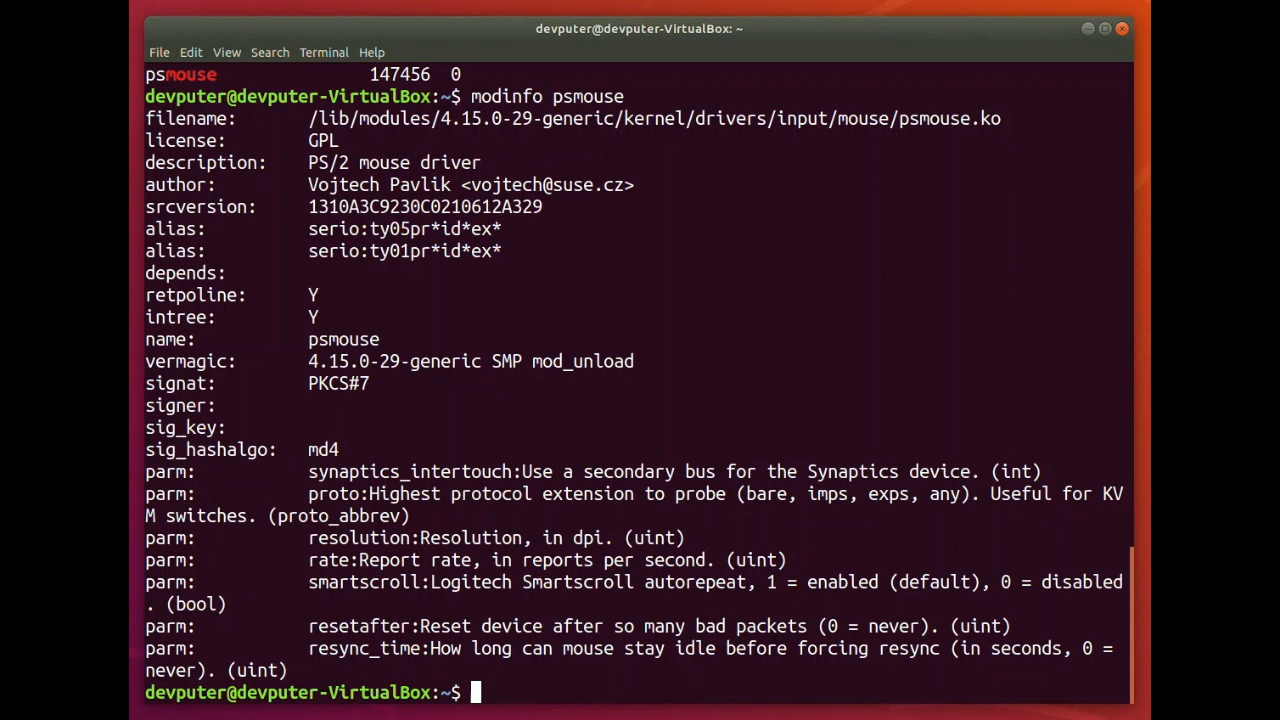 devputer@devputer-VirtualBox: ~
File Edit View Search Terminal Help
psmouse 147456 0
devputer@devputer-VirtualBox:~$ modinfo psmouse
filename: /lib/modules/4.15.0-29-generic/kernel/drivers/input/mouse/psmouse.ko
license: GPL
description: PS/2 mouse driver
author: Vojtech Pavlik <vojtech@suse.cz>
srcversion: 1310A3C9230C0210612A329
alias: serio:ty05pr*id*ex*
alias: serio:ty01pr*id*ex*
depends:
retpoline: Y
intree: Y
name: psmouse
vermagic: 4.15.0-29-generic SMP mod_unload
signat: PKCS#7
signer:
sig_key:
sig_hashalgo: md4
parm: synaptics_intertouch:Use a secondary bus for the Synaptics device. (int)
parm: proto:Highest protocol extension to probe (bare, imps, exps, any). Useful for KV
M switches. (proto_abbrev)
parm: resolution:Resolution, in dpi. (uint)
parm: rate:Report rate, in reports per second. (uint)
parm: smartscroll:Logitech Smartscroll autorepeat, 1 = enabled (default), 0 = disabled
. (bool)
parm: resetafter:Reset device after so many bad packets (0 = never). (uint)
parm: resync_time:How long can mouse stay idle before forcing resync (in seconds, 0 =
never). (uint)
devputer@devputer-VirtualBox:~$